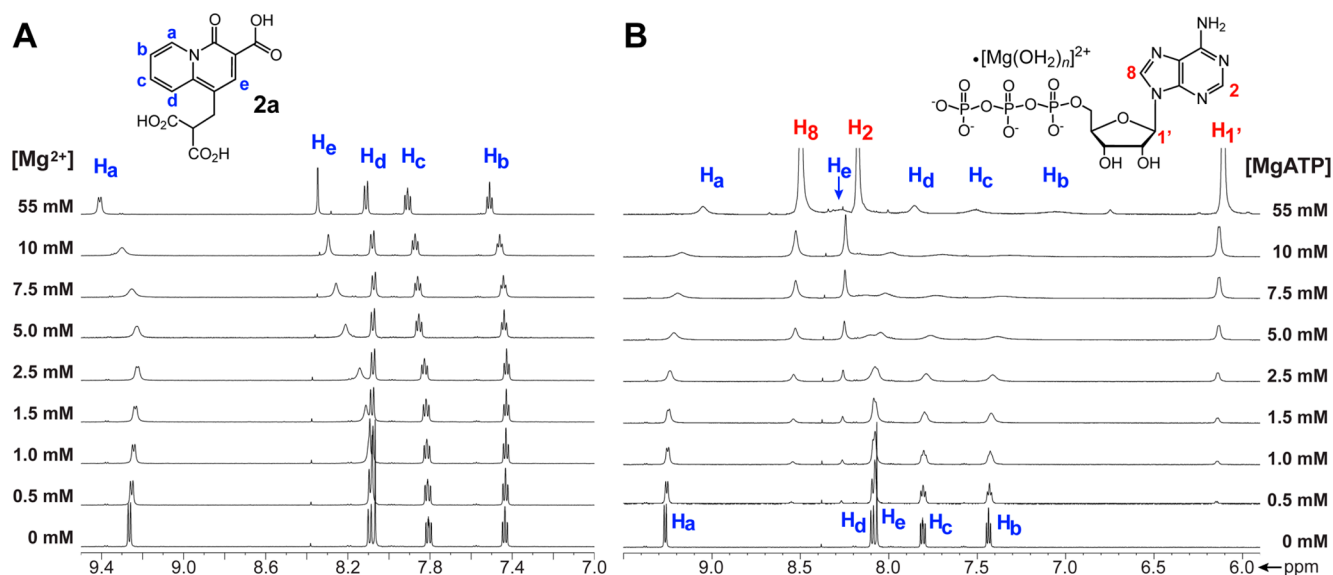 A
O
OH
a
b
N
O
c
d
e
2a
HO₂C
CO₂H
[Mg²⁺]
Ha
He
Hd
Hc
Hb
55 mM
10 mM
7.5 mM
5.0 mM
2.5 mM
1.5 mM
1.0 mM
0.5 mM
0 mM
9.4 9.0 8.6 8.2 7.8 7.4 7.0
B
•[Mg(OH2)n]²⁺
NH₂
8
N
N
2
N
N
O O O
⁻O P O P O P O
O⁻ O⁻ O⁻
O
1'
OH OH
H8
H2
H1'
[MgATP]
Ha
He
Hd
Hc
Hb
55 mM
10 mM
7.5 mM
5.0 mM
2.5 mM
1.5 mM
1.0 mM
0.5 mM
Ha
Hd
He
Hc
Hb
0 mM
9.0 8.5 8.0 7.5 7.0 6.5 6.0 ←ppm